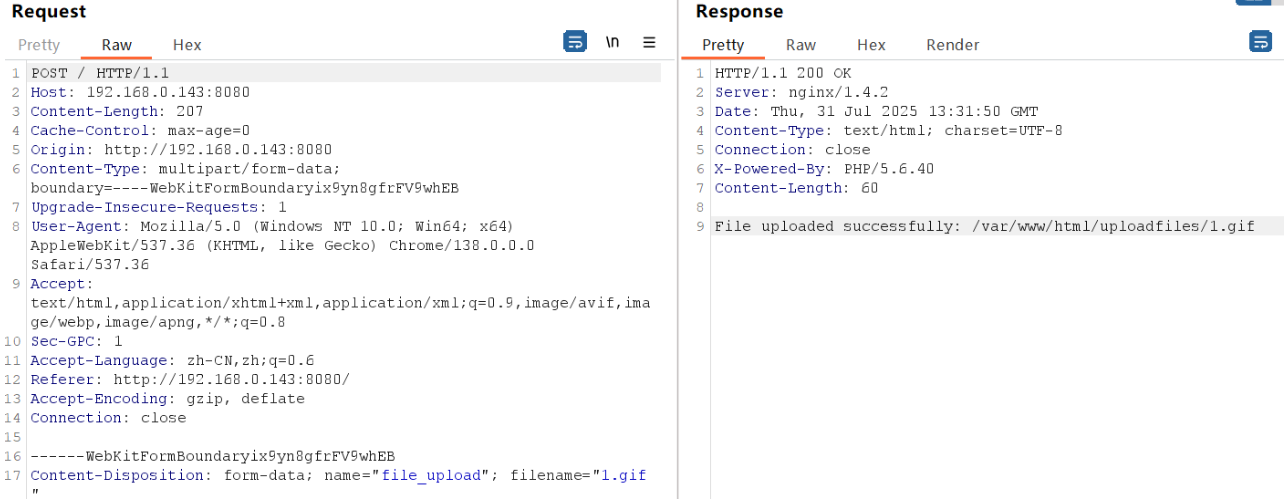 Request
Pretty Raw Hex \n
1 POST / HTTP/1.1
2 Host: 192.168.0.143:8080
3 Content-Length: 207
4 Cache-Control: max-age=0
5 Origin: http://192.168.0.143:8080
6 Content-Type: multipart/form-data;
boundary=----WebKitFormBoundaryix9yn8gfrFV9whEB
7 Upgrade-Insecure-Requests: 1
8 User-Agent: Mozilla/5.0 (Windows NT 10.0; Win64; x64)
AppleWebKit/537.36 (KHTML, like Gecko) Chrome/138.0.0.0
Safari/537.36
9 Accept:
text/html,application/xhtml+xml,application/xml;q=0.9,image/avif,ima
ge/webp,image/apng,*/*;q=0.8
10 Sec-GPC: 1
11 Accept-Language: zh-CN,zh;q=0.6
12 Referer: http://192.168.0.143:8080/
13 Accept-Encoding: gzip, deflate
14 Connection: close
15
16 ------WebKitFormBoundaryix9yn8gfrFV9whEB
17 Content-Disposition: form-data; name="file_upload"; filename="1.gif
"
Response
Pretty Raw Hex Render
1 HTTP/1.1 200 OK
2 Server: nginx/1.4.2
3 Date: Thu, 31 Jul 2025 13:31:50 GMT
4 Content-Type: text/html; charset=UTF-8
5 Connection: close
6 X-Powered-By: PHP/5.6.40
7 Content-Length: 60
8
9 File uploaded successfully: /var/www/html/uploadfiles/1.gif